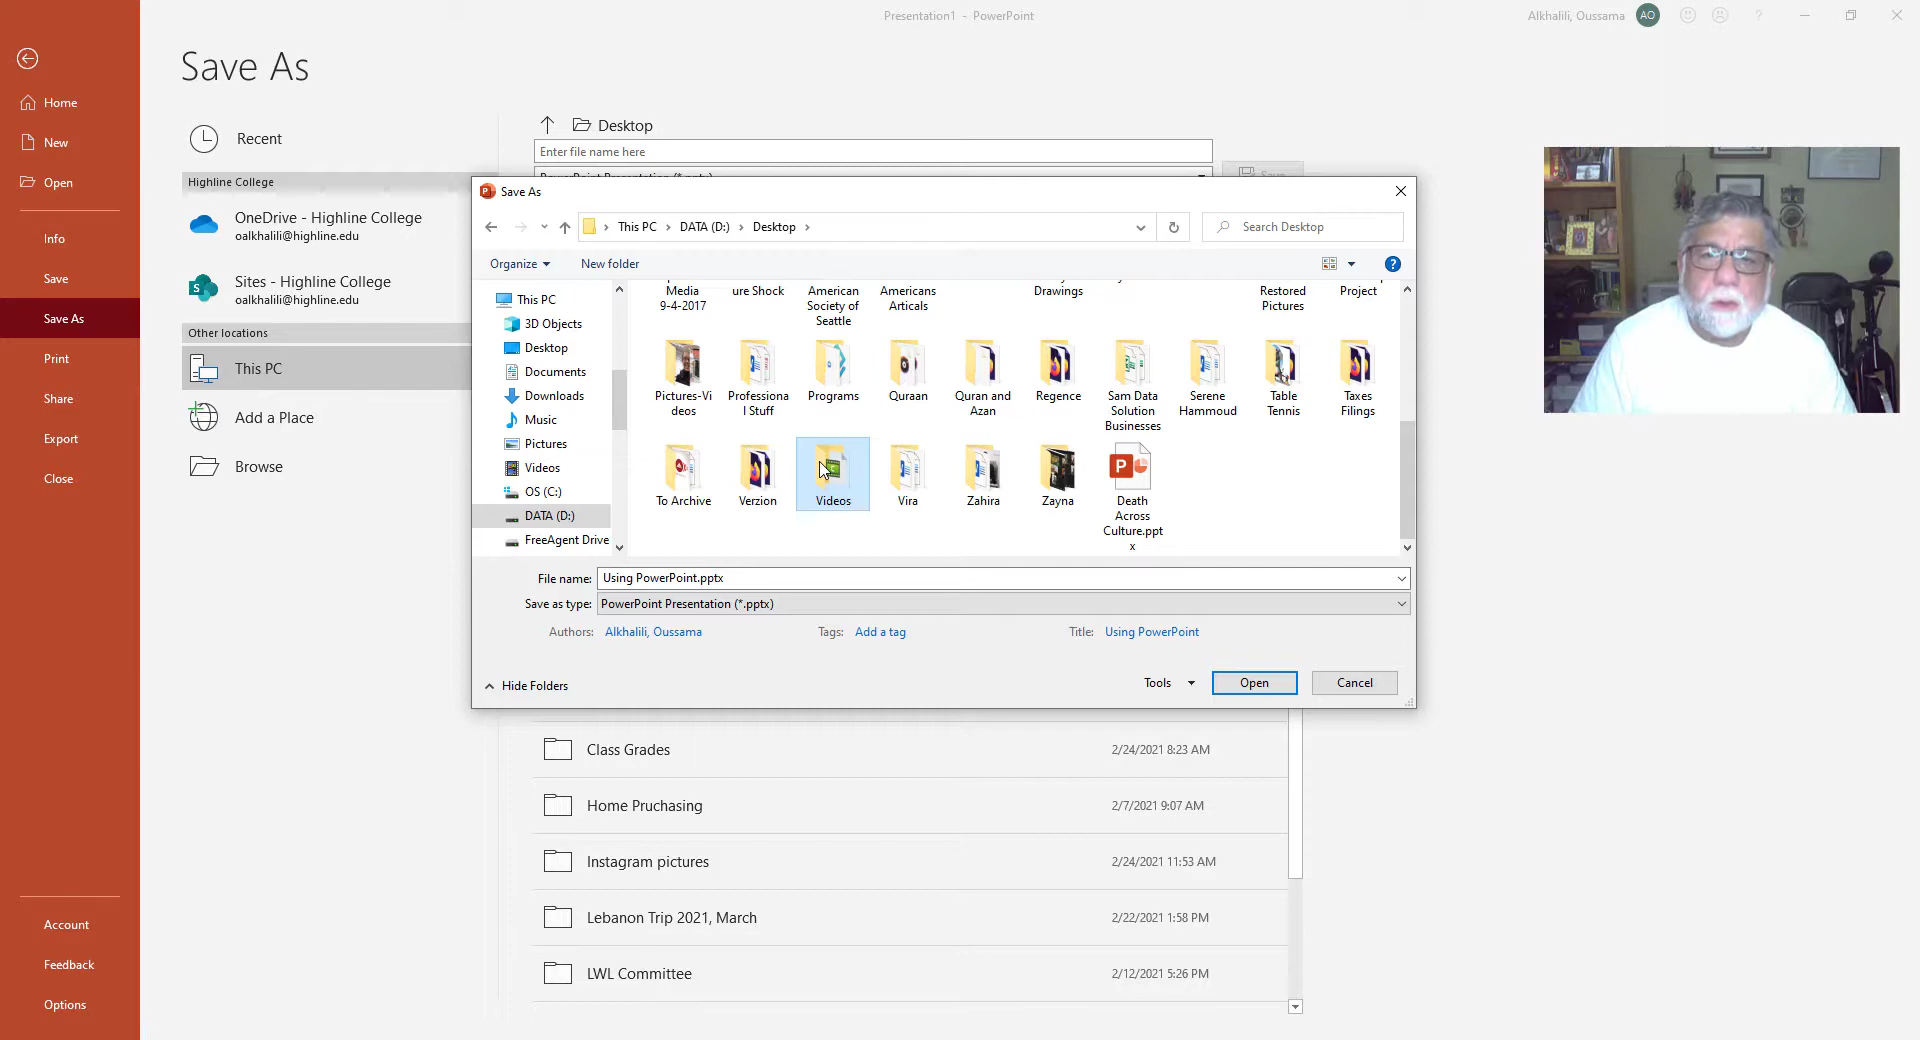 Presentation1 - PowerPoint
Alkhalili, Oussama
AO
?
Save As
Home
New
Open
Info
Save
Save As
Print
Share
Export
Close
Account
Feedback
Options
Recent
Highline College
OneDrive - Highline College
oalkhalili@highline.edu
Sites - Highline College
oalkhalili@highline.edu
Other locations
This PC
Add a Place
Browse
Desktop
Enter file name here
PowerPoint Presentation (*.pptx)
Save
Save As
This PC > DATA (D:) > Desktop >
Search Desktop
Organize
New folder
?
This PC
3D Objects
Desktop
Documents
Downloads
Music
Pictures
Videos
OS (C:)
DATA (D:)
FreeAgent Drive
Media
9-4-2017
ure Shock
American
Society of
Seattle
Americans
Articals
Drawings
Restored
Pictures
Project
Pictures-Vi
deos
Professiona
l Stuff
Programs
Quraan
Quran and
Azan
Regence
Sam Data
Solution
Businesses
Serene
Hammoud
Table
Tennis
Taxes
Filings
To Archive
Verzion
Videos
Vira
Zahira
Zayna
Death
Across
Culture.ppt
x
File name: Using PowerPoint.pptx
Save as type: PowerPoint Presentation (*.pptx)
Authors: Alkhalili, Oussama
Tags: Add a tag
Title: Using PowerPoint
Hide Folders
Tools
Open
Cancel
Class Grades 2/24/2021 8:23 AM
Home Pruchasing 2/7/2021 9:07 AM
Instagram pictures 2/24/2021 11:53 AM
Lebanon Trip 2021, March 2/22/2021 1:58 PM
LWL Committee 2/12/2021 5:26 PM